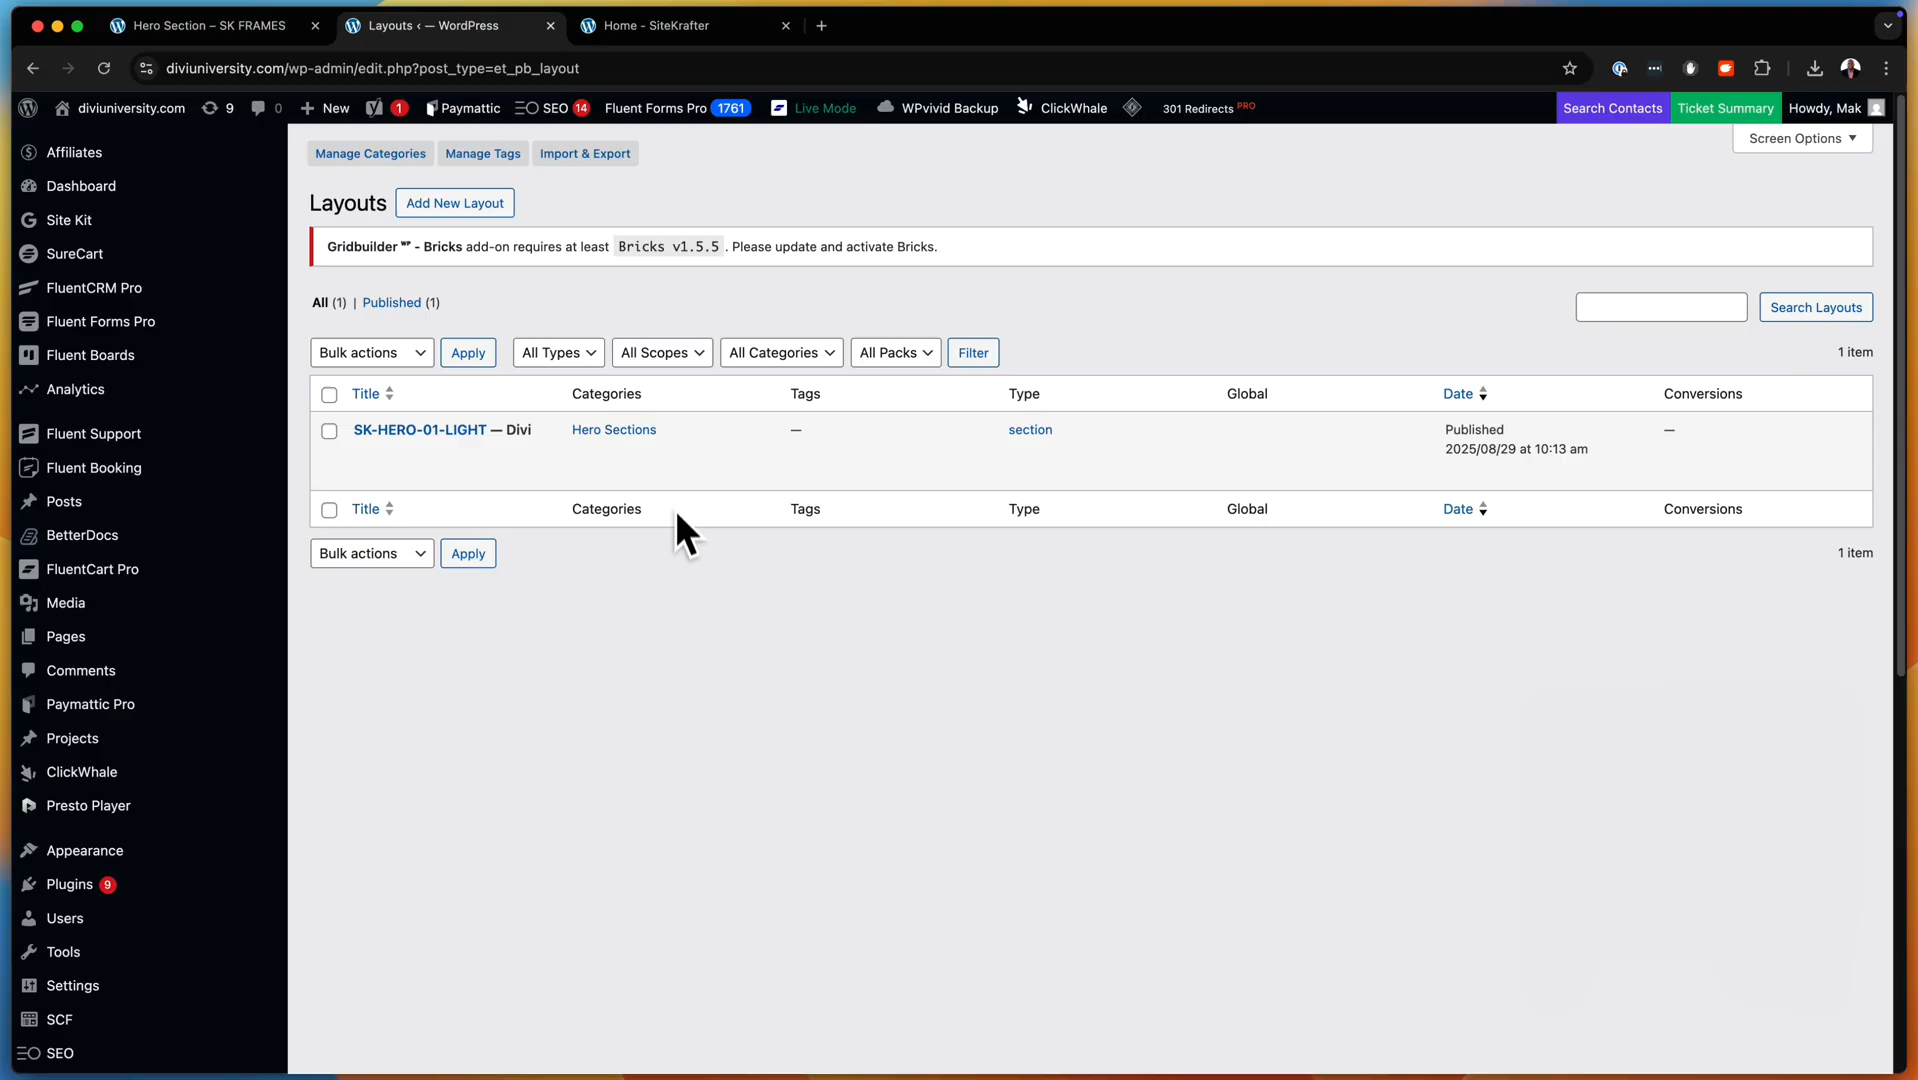 Hero Section – SK FRAMES
Layouts ‹ — WordPress
Home - SiteKrafter
diviuniversity.com/wp-admin/edit.php?post_type=et_pb_layout
diviuniversity.com 9 0 New 1 Paymattic SEO 14 Fluent Forms Pro 1761 Live Mode WPvivid Backup ClickWhale 301 Redirects PRO Search Contacts Ticket Summary Howdy, Mak
Screen Options
Affiliates
Dashboard
Site Kit
SureCart
FluentCRM Pro
Fluent Forms Pro
Fluent Boards
Analytics
Fluent Support
Fluent Booking
Posts
BetterDocs
FluentCart Pro
Media
Pages
Comments
Paymattic Pro
Projects
ClickWhale
Presto Player
Appearance
Plugins 9
Users
Tools
Settings
SCF
SEO
Manage Categories Manage Tags Import & Export
Layouts Add New Layout
Gridbuilder ᵂᴾ - Bricks add-on requires at least Bricks v1.5.5 . Please update and activate Bricks.
All (1) | Published (1)
Search Layouts
Bulk actions Apply All Types All Scopes All Categories All Packs Filter 1 item
Title Categories Tags Type Global Date Conversions
SK-HERO-01-LIGHT — Divi Hero Sections — section Published —
2025/08/29 at 10:13 am
Title Categories Tags Type Global Date Conversions
Bulk actions Apply 1 item